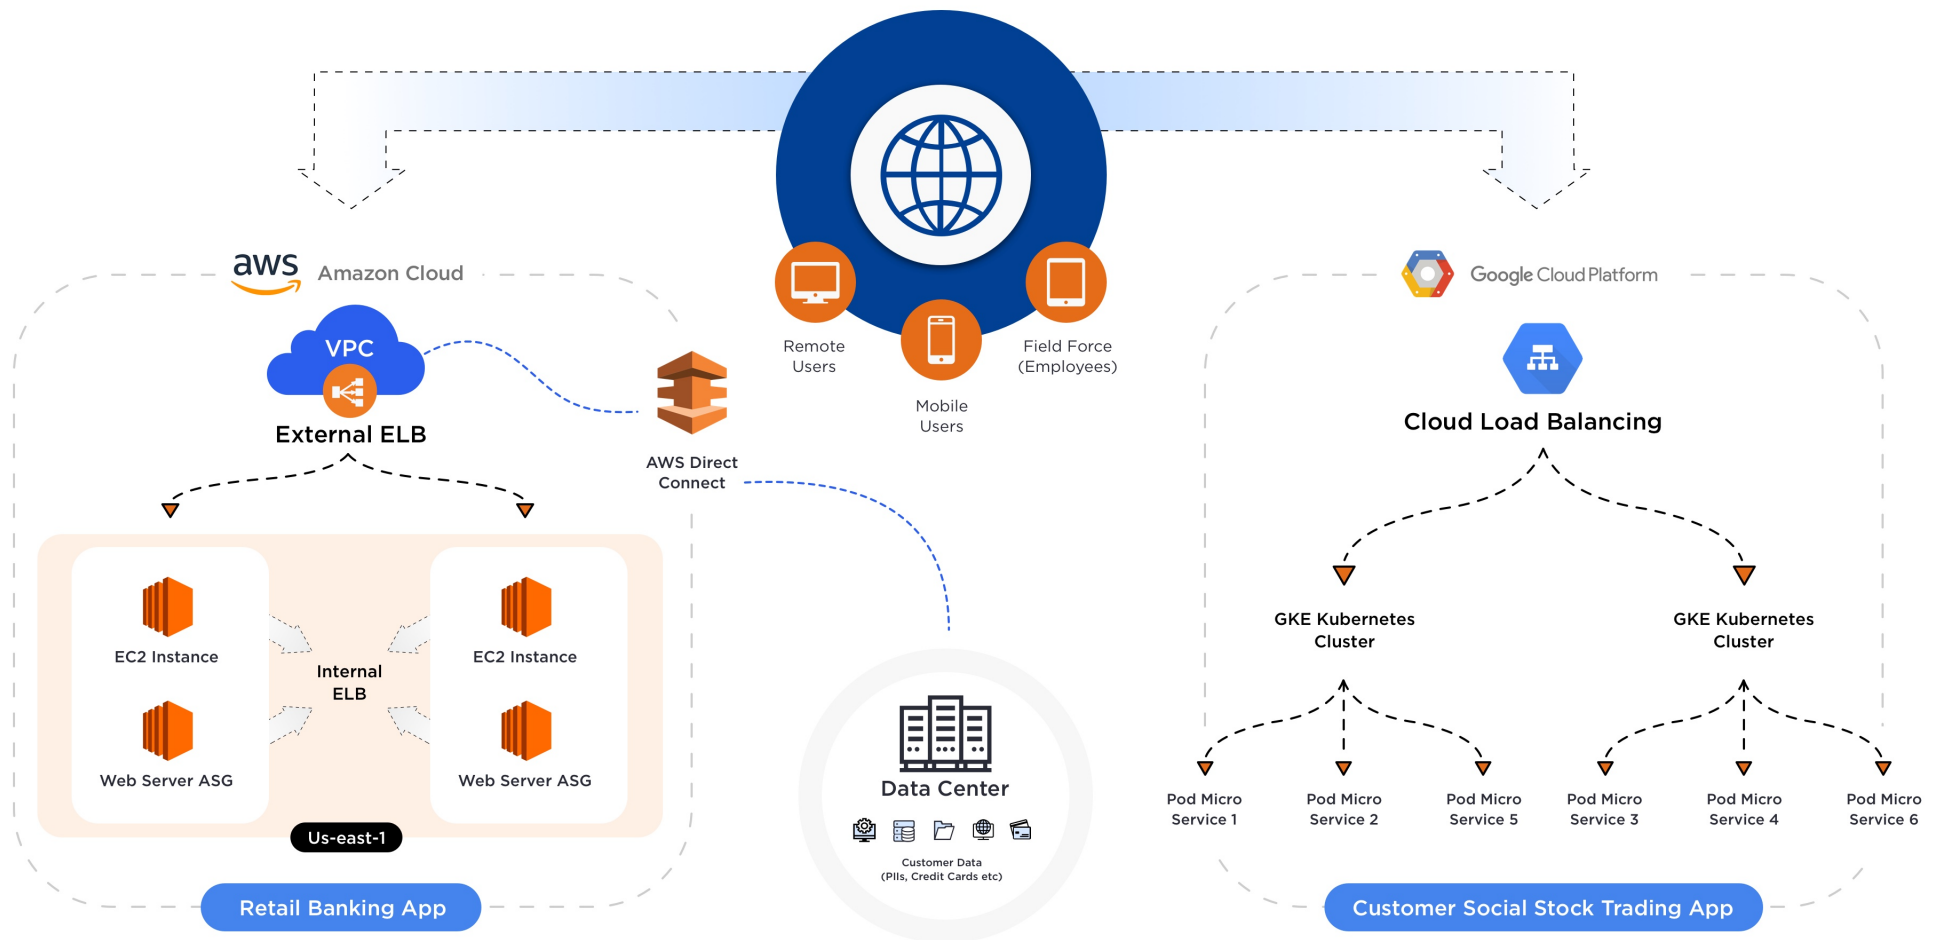 aws
Amazon Cloud
VPC
External ELB
EC2 Instance
Web Server ASG
Internal
ELB
EC2 Instance
Web Server ASG
Us-east-1
Retail Banking App
AWS Direct
Connect
Remote
Users
Mobile
Users
Field Force
(Employees)
Data Center
Customer Data
(PIIs, Credit Cards etc)
Google Cloud Platform
Cloud Load Balancing
GKE Kubernetes
Cluster
GKE Kubernetes
Cluster
Pod Micro
Service 1
Pod Micro
Service 2
Pod Micro
Service 5
Pod Micro
Service 3
Pod Micro
Service 4
Pod Micro
Service 6
Customer Social Stock Trading App